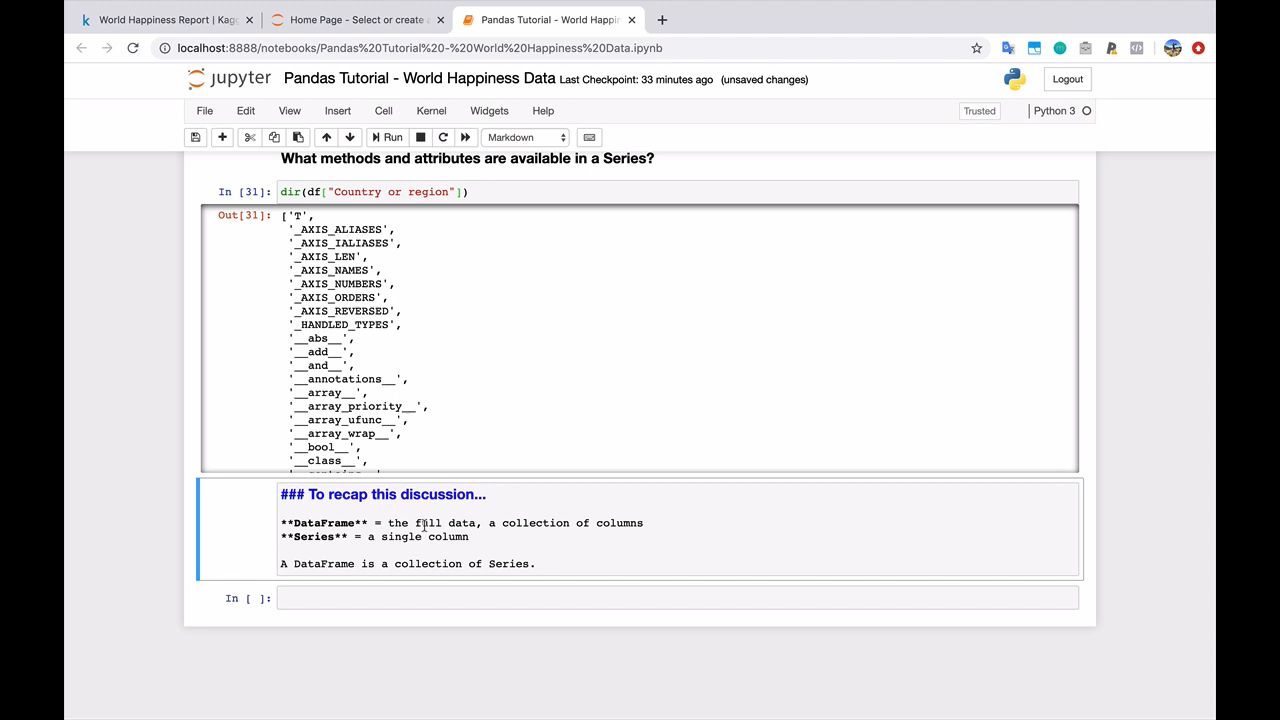 World Happiness Report | Kag
Home Page - Select or create a
Pandas Tutorial - World Happin
localhost:8888/notebooks/Pandas%20Tutorial%20-%20World%20Happiness%20Data.ipynb
jupyter Pandas Tutorial - World Happiness Data Last Checkpoint: 33 minutes ago (unsaved changes) Logout
File Edit View Insert Cell Kernel Widgets Help Trusted Python 3
Run Markdown
What methods and attributes are available in a Series?
In [31]: dir(df["Country or region"])
Out[31]: ['T',
'_AXIS_ALIASES',
'_AXIS_IALIASES',
'_AXIS_LEN',
'_AXIS_NAMES',
'_AXIS_NUMBERS',
'_AXIS_ORDERS',
'_AXIS_REVERSED',
'_HANDLED_TYPES',
'__abs__',
'__add__',
'__and__',
'__annotations__',
'__array__',
'__array_priority__',
'__array_ufunc__',
'__array_wrap__',
'__bool__',
'__class__',
### To recap this discussion...
**DataFrame** = the full data, a collection of columns
**Series** = a single column
A DataFrame is a collection of Series.
In [ ]: